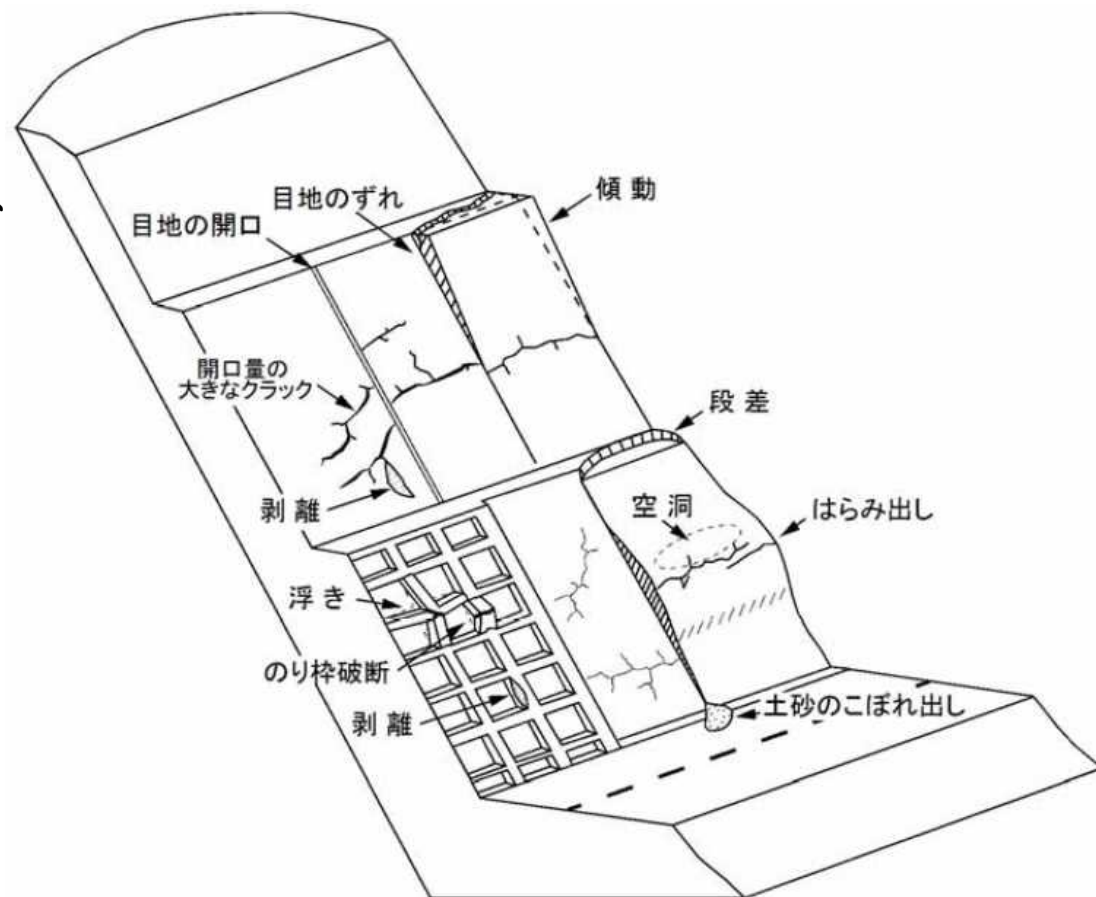 傾動
目地のずれ
目地の開口
開口量の
大きなクラック
段差
剥離
空洞
はらみ出し
浮き
のり枠破断
剥離
土砂のこぼれ出し